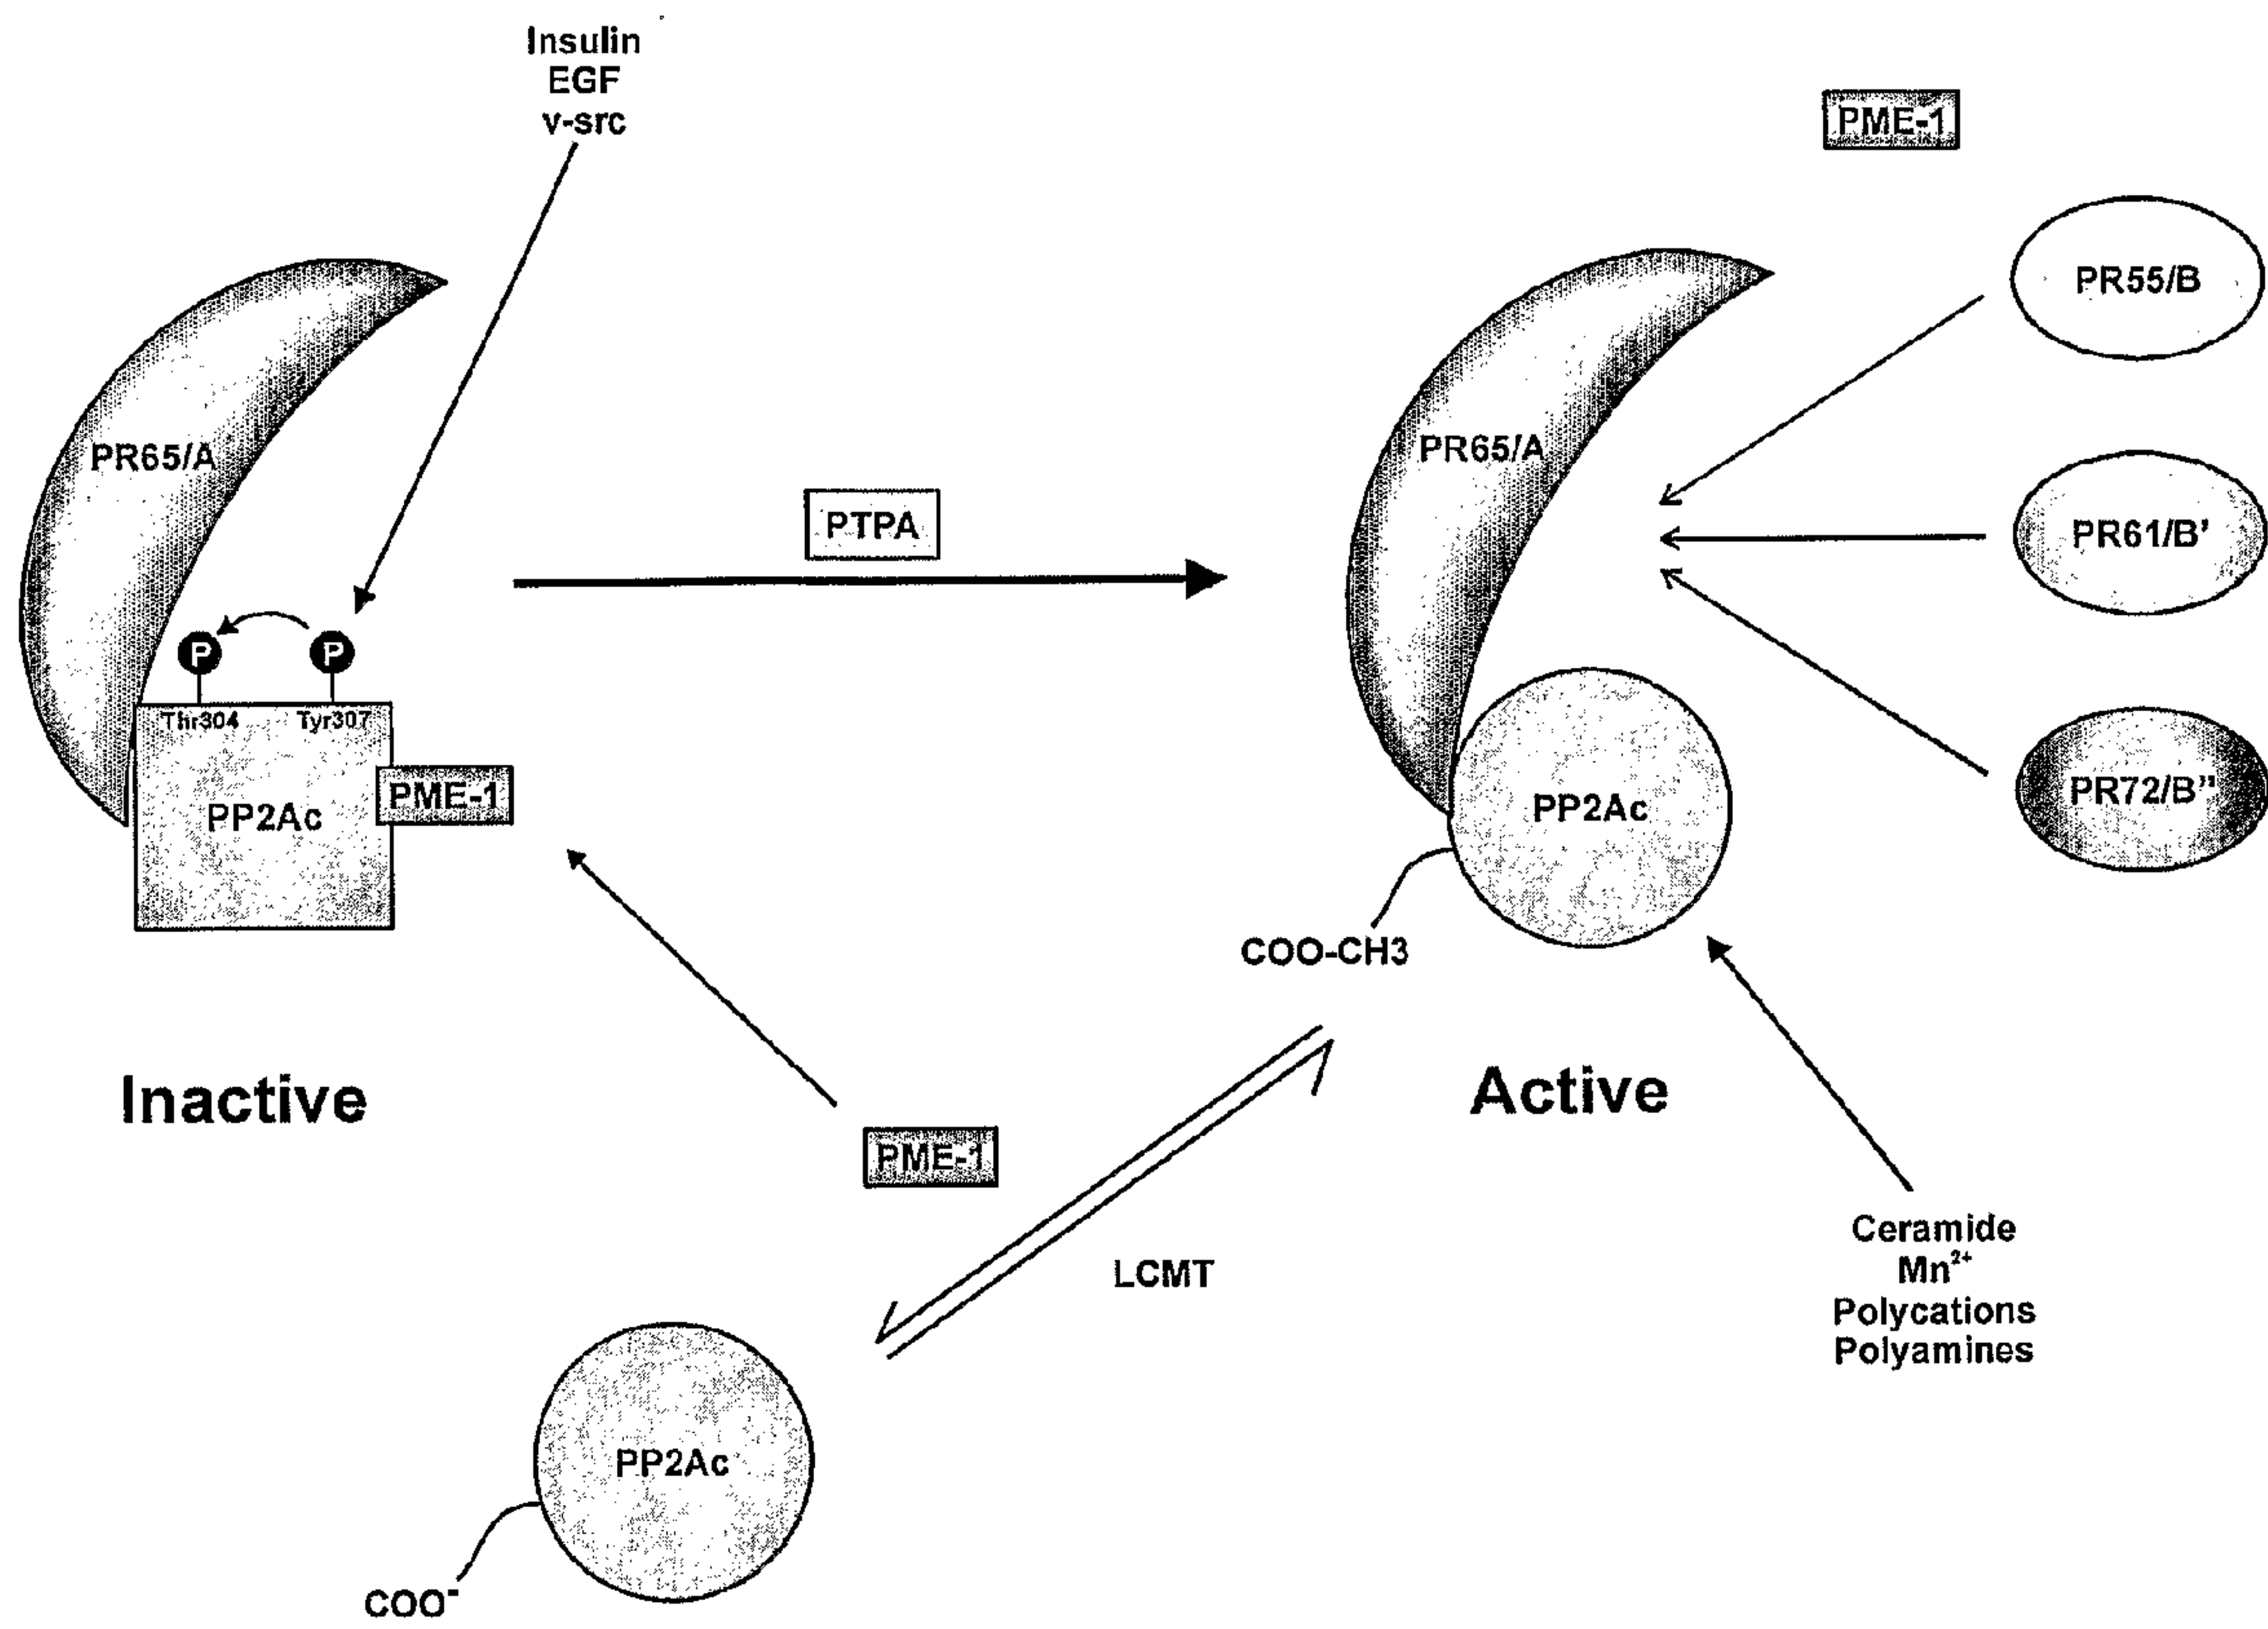 Insulin
EGF
v-src
PME-1
PR55/B
PR65/A
PR65/A
PTPA
PR61/B'
P
P
Thr304
Tyr307
PP2Ac
PME-1
PP2Ac
PR72/B"
COO-CH3
Inactive
Active
PME-1
LCMT
Ceramide
Mn²⁺
Polycations
Polyamines
PP2Ac
COO⁻